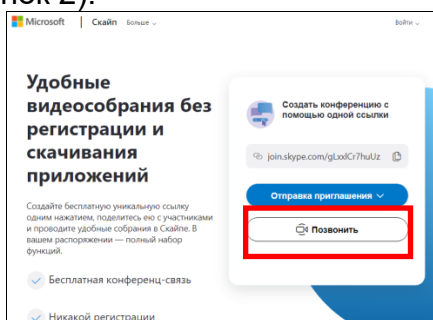 нок 2).
Microsoft Скайп Больше
Войти
Удобные
видеособрания без
регистрации и
скачивания
приложений
Создайте бесплатную уникальную ссылку
одним нажатием, поделитесь ею с участниками
и проводите удобные собрания в Скайпе. В
вашем распоряжении — полный набор
функций.
Бесплатная конференц-связь
Никакой регистрации
Создать конференцию с
помощью одной ссылки
join.skype.com/gLxxlCr7huUz
Отправка приглашения
Позвонить